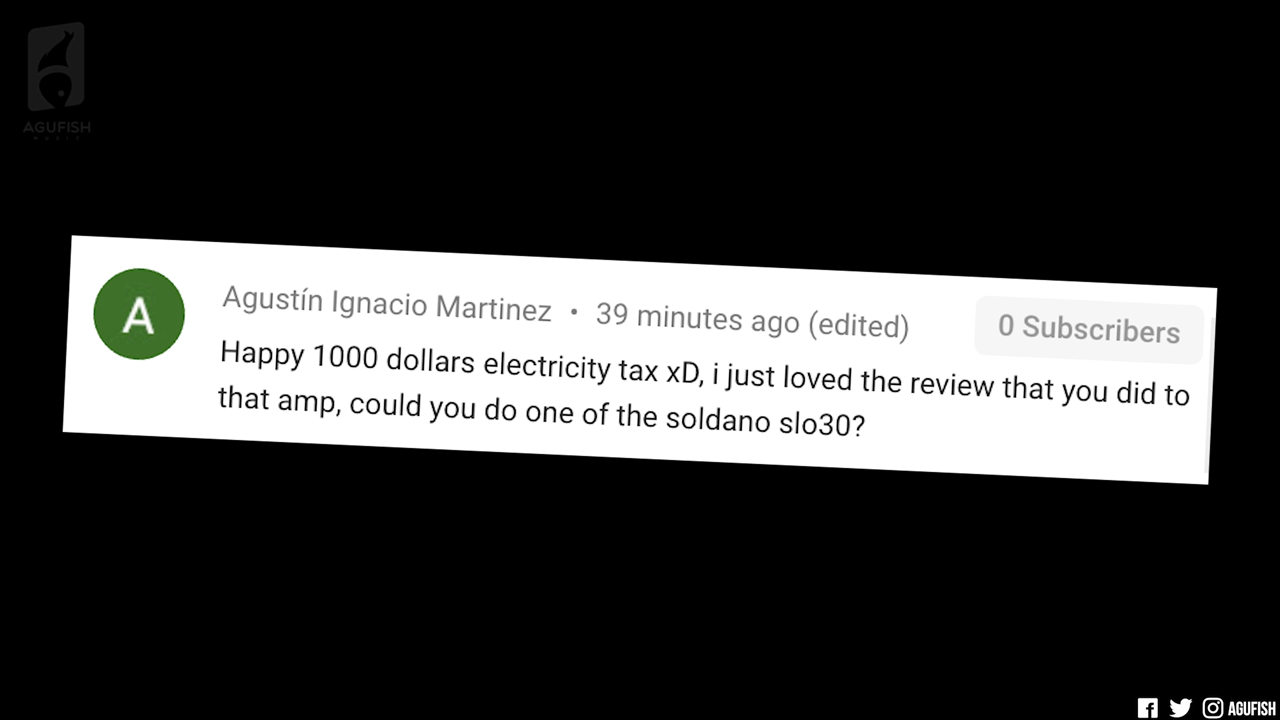 AGUFISH
MUSIC
Agustín Ignacio Martinez • 39 minutes ago (edited)
0 Subscribers
A
Happy 1000 dollars electricity tax xD, i just loved the review that you did to
that amp, could you do one of the soldano slo30?
AGUFISH